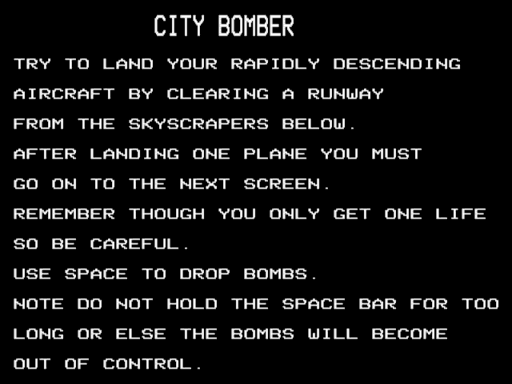 CITY BOMBER
TRY TO LAND YOUR RAPIDLY DESCENDING
AIRCRAFT BY CLEARING A RUNWAY
FROM THE SKYSCRAPERS BELOW.
AFTER LANDING ONE PLANE YOU MUST
GO ON TO THE NEXT SCREEN.
REMEMBER THOUGH YOU ONLY GET ONE LIFE
SO BE CAREFUL.
USE SPACE TO DROP BOMBS.
NOTE DO NOT HOLD THE SPACE BAR FOR TOO
LONG OR ELSE THE BOMBS WILL BECOME
OUT OF CONTROL.